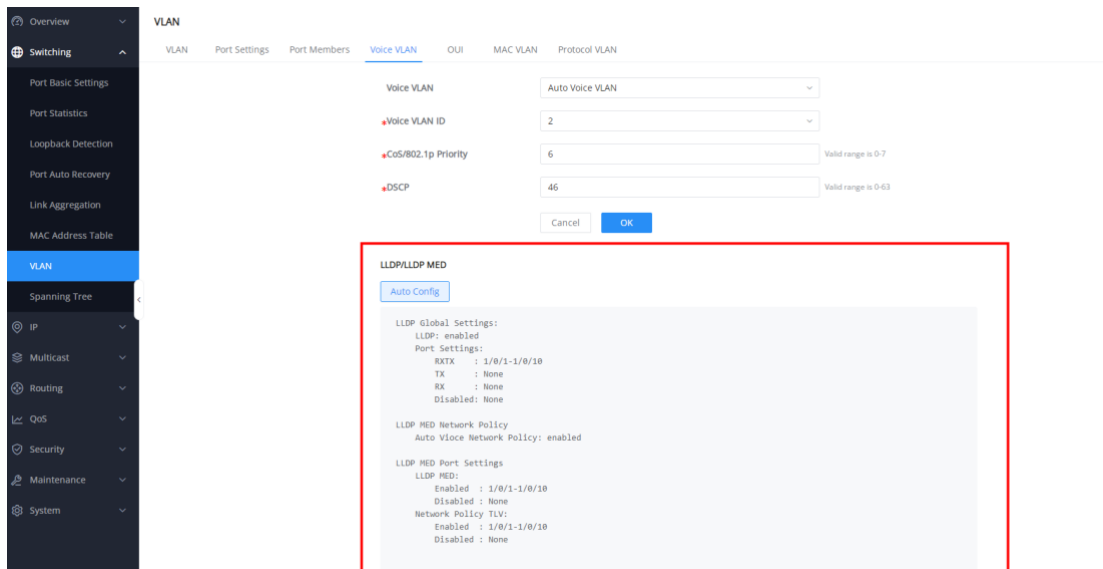 Overview
Switching
Port Basic Settings
Port Statistics
Loopback Detection
Port Auto Recovery
Link Aggregation
MAC Address Table
VLAN
Spanning Tree
IP
Multicast
Routing
QoS
Security
Maintenance
System
VLAN
VLAN Port Settings Port Members Voice VLAN OUI MAC VLAN Protocol VLAN
Voice VLAN Auto Voice VLAN
*Voice VLAN ID 2
*CoS/802.1p Priority 6 Valid range is 0-7
*DSCP 46 Valid range is 0-63
Cancel OK
LLDP/LLDP MED
Auto Config
LLDP Global Settings:
LLDP: enabled
Port Settings:
RXTX : 1/0/1-1/0/10
TX : None
RX : None
Disabled: None
LLDP MED Network Policy
Auto Vioce Network Policy: enabled
LLDP MED Port Settings
LLDP MED:
Enabled : 1/0/1-1/0/10
Disabled : None
Network Policy TLV:
Enabled : 1/0/1-1/0/10
Disabled : None